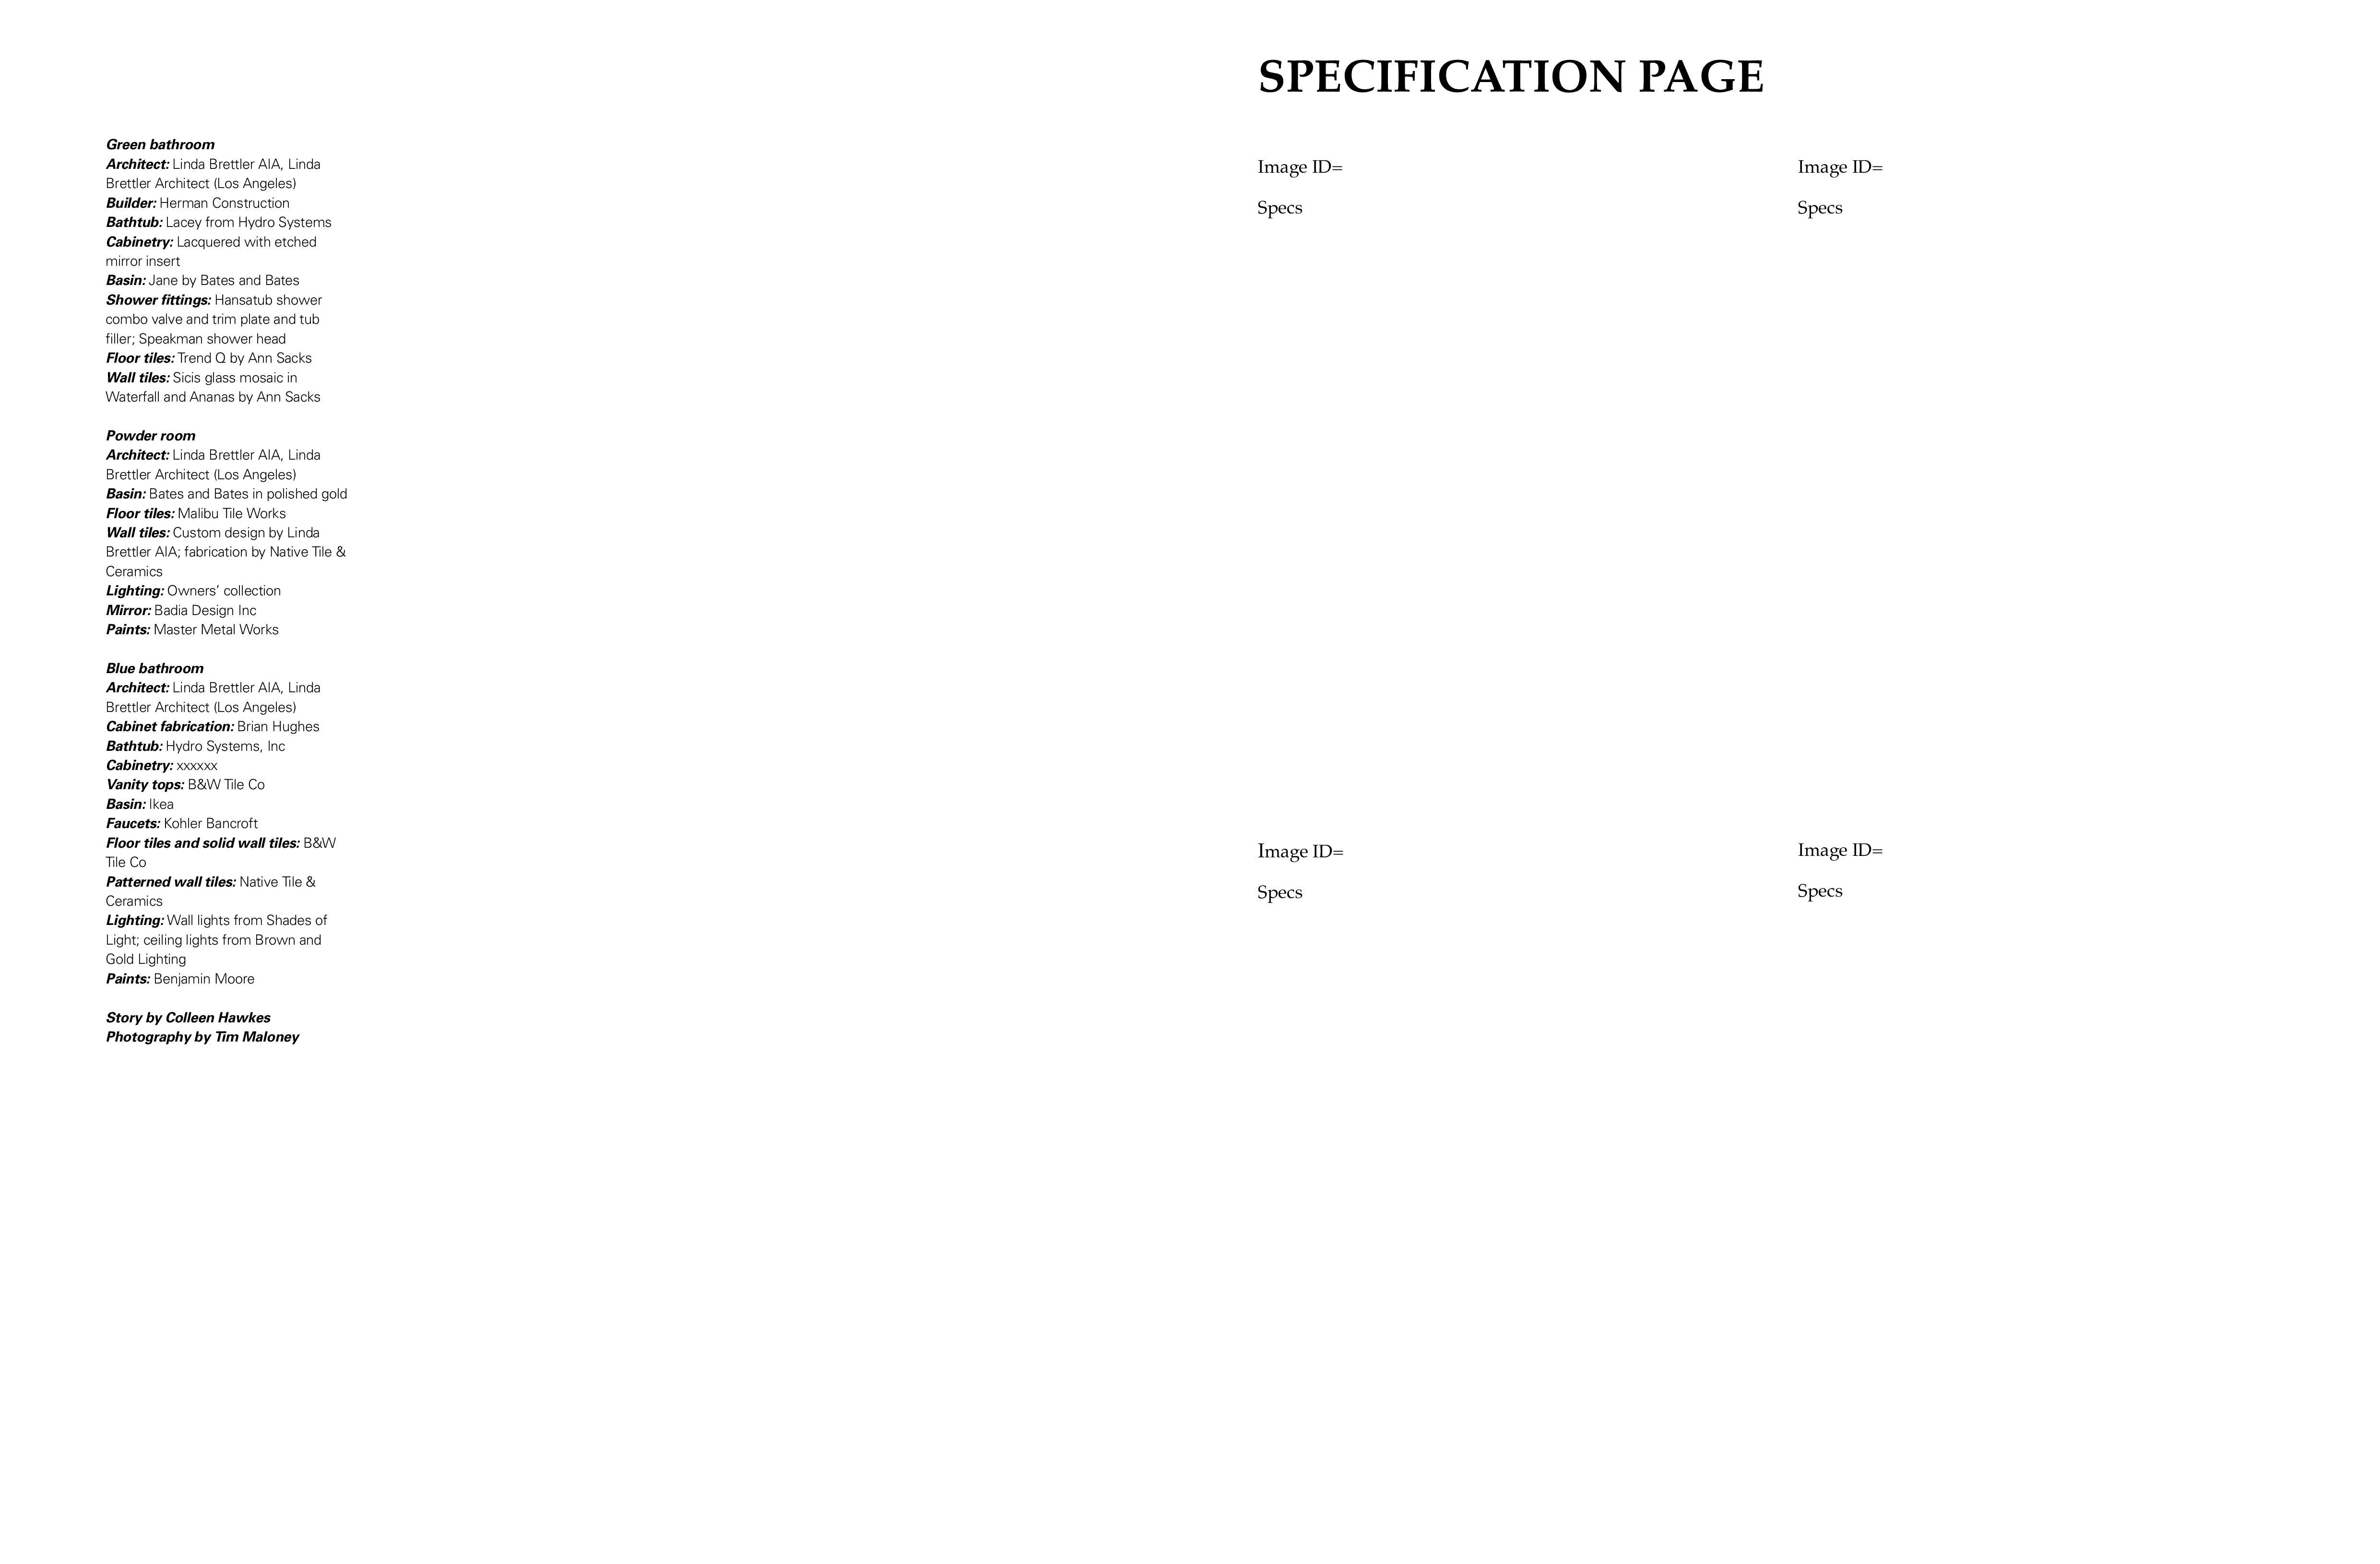 Green bathroom
Architect: Linda Brettler AIA, Linda
Brettler Architect (Los Angeles)
Builder: Herman Construction
Bathtub: Lacey from Hydro Systems
Cabinetry: Lacquered with etched
mirror insert
Basin: Jane by Bates and Bates
Shower fittings: Hansatub shower
combo valve and trim plate and tub
filler; Speakman shower head
Floor tiles: Trend Q by Ann Sacks
Wall tiles: Sicis glass mosaic in
Waterfall and Ananas by Ann Sacks

Powder room
Architect: Linda Brettler AIA, Linda
Brettler Architect (Los Angeles)
Basin: Bates and Bates in polished gold
Floor tiles: Malibu Tile Works
Wall tiles: Custom design by Linda
Brettler AIA; fabrication by Native Tile &
Ceramics
Lighting: Owners’ collection
Mirror: Badia Design Inc
Paints: Master Metal Works

Blue bathroom
Architect: Linda Brettler AIA, Linda
Brettler Architect (Los Angeles)
Cabinet fabrication: Brian Hughes
Bathtub: Hydro Systems, Inc
Cabinetry: xxxxxx
Vanity tops: B&W Tile Co
Basin: Ikea
Faucets: Kohler Bancroft
Floor tiles and solid wall tiles: B&W
Tile Co
Patterned wall tiles: Native Tile &
Ceramics
Lighting: Wall lights from Shades of
Light; ceiling lights from Brown and
Gold Lighting
Paints: Benjamin Moore

Story by Colleen Hawkes
Photography by Tim Maloney

SPECIFICATION PAGE
Image ID=
Specs
Image ID=
Specs
Image ID=
Specs
Image ID=
Specs